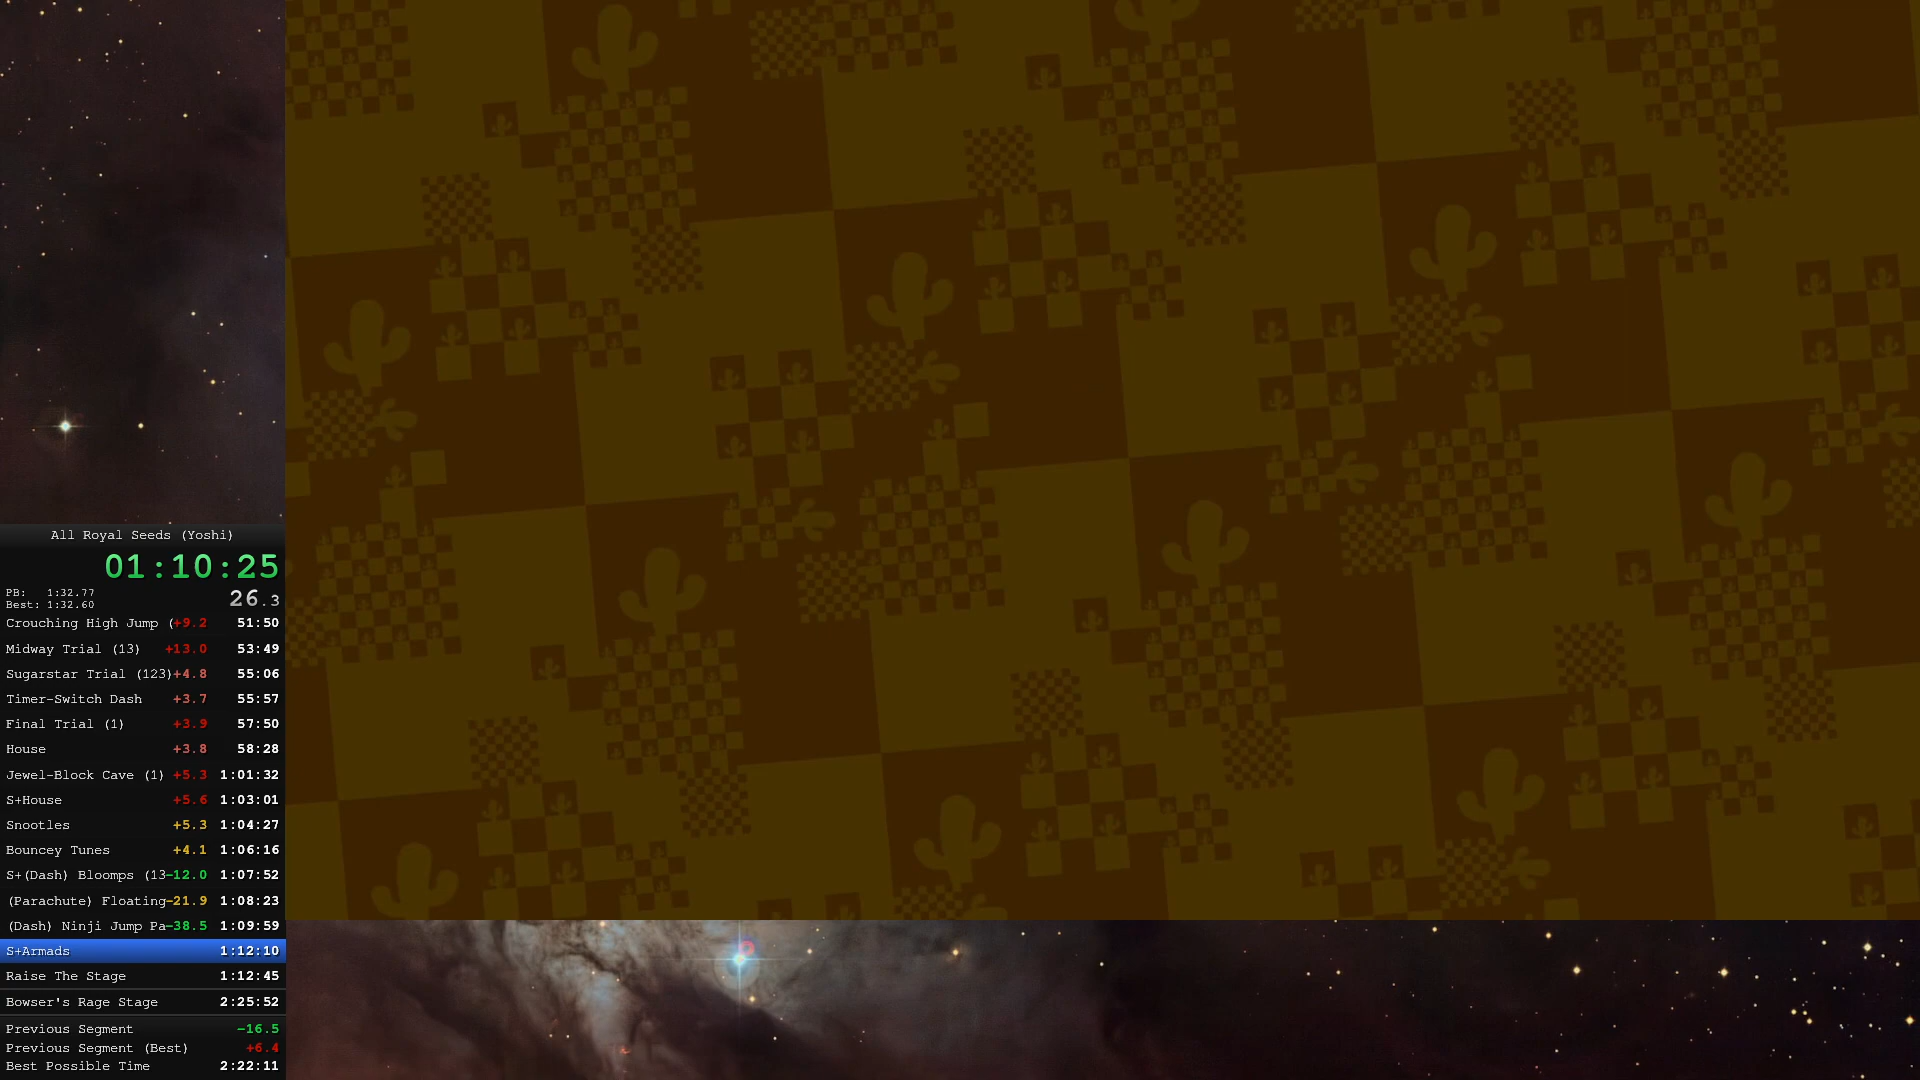 All Royal Seeds (Yoshi)
01:10:25
PB: 1:32.77
Best: 1:32.60
26.3
Crouching High Jump ( +9.2 51:50
Midway Trial (13) +13.0 53:49
Sugarstar Trial (123) +4.8 55:06
Timer-Switch Dash +3.7 55:57
Final Trial (1) +3.9 57:50
House +3.8 58:28
Jewel-Block Cave (1) +5.3 1:01:32
S+House +5.6 1:03:01
Snootles +5.3 1:04:27
Bouncey Tunes +4.1 1:06:16
S+(Dash) Bloomps (13 -12.0 1:07:52
(Parachute) Floating -21.9 1:08:23
(Dash) Ninji Jump Pa -38.5 1:09:59
S+Armads 1:12:10
Raise The Stage 1:12:45
Bowser's Rage Stage 2:25:52
Previous Segment -16.5
Previous Segment (Best) +6.4
Best Possible Time 2:22:11